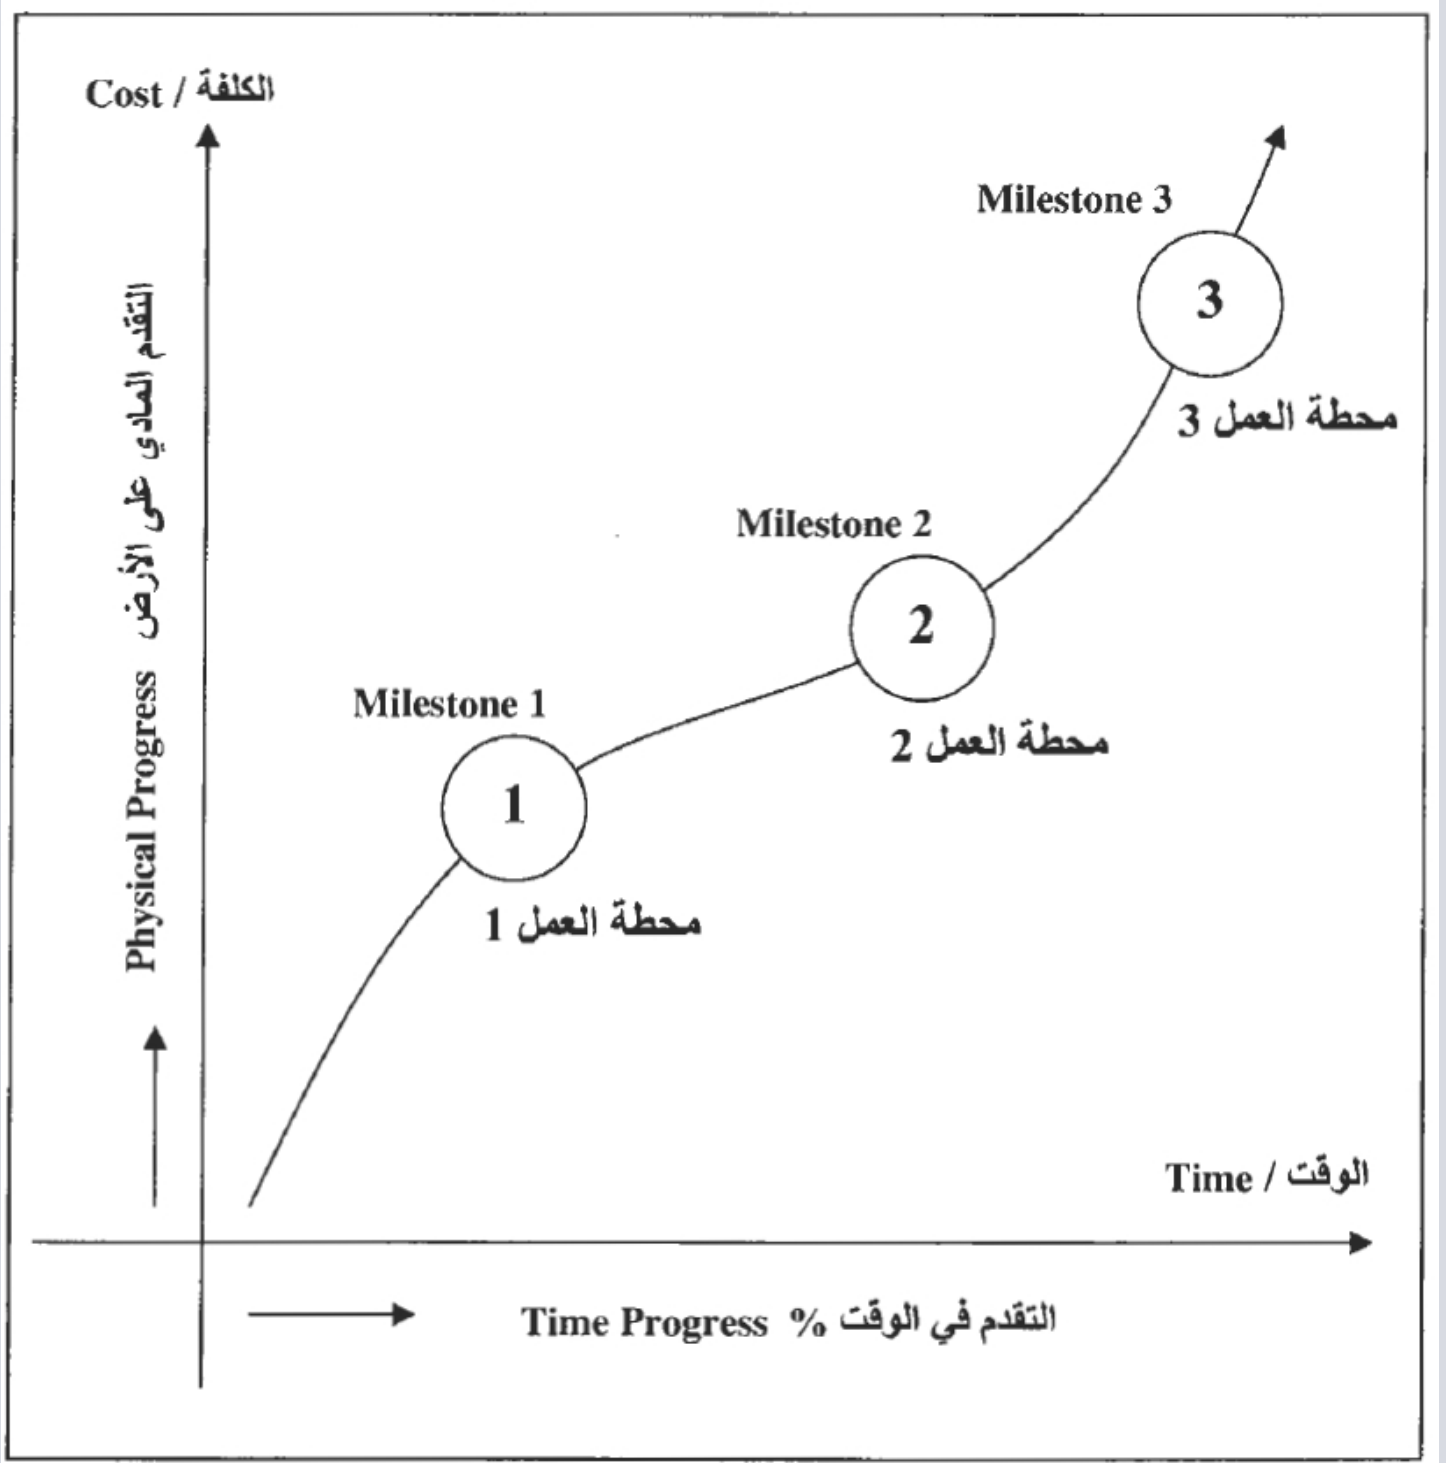 Cost / الكلفة
Milestone 3
3
محطة العمل 3
التقدم المادي على الأرض
Physical Progress
Milestone 2
2
محطة العمل 2
Milestone 1
1
محطة العمل 1
Time / الوقت
Time Progress % التقدم في الوقت